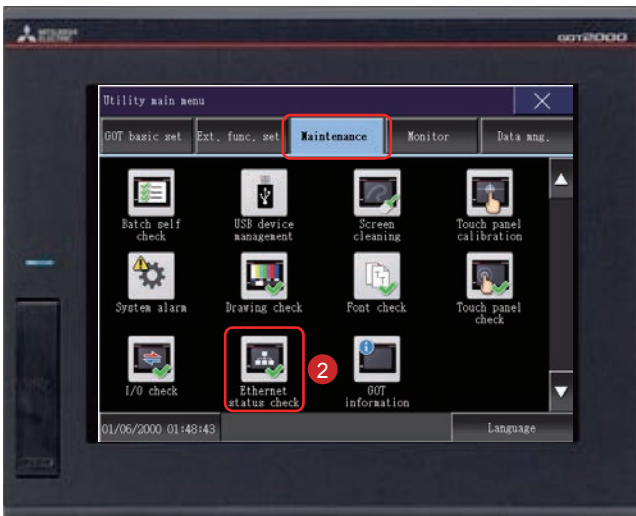 MITSUBISHI
ELECTRIC
GOT2000
Utility main menu
GOT basic set Ext. func. set Maintenance Monitor Data mng.
Batch self
check
USB device
management
Screen
cleaning
Touch panel
calibration
System alarm
Drawing check
Font check
Touch panel
check
I/O check
Ethernet
status check
2
GOT
information
01/06/2000 01:48:43
Language